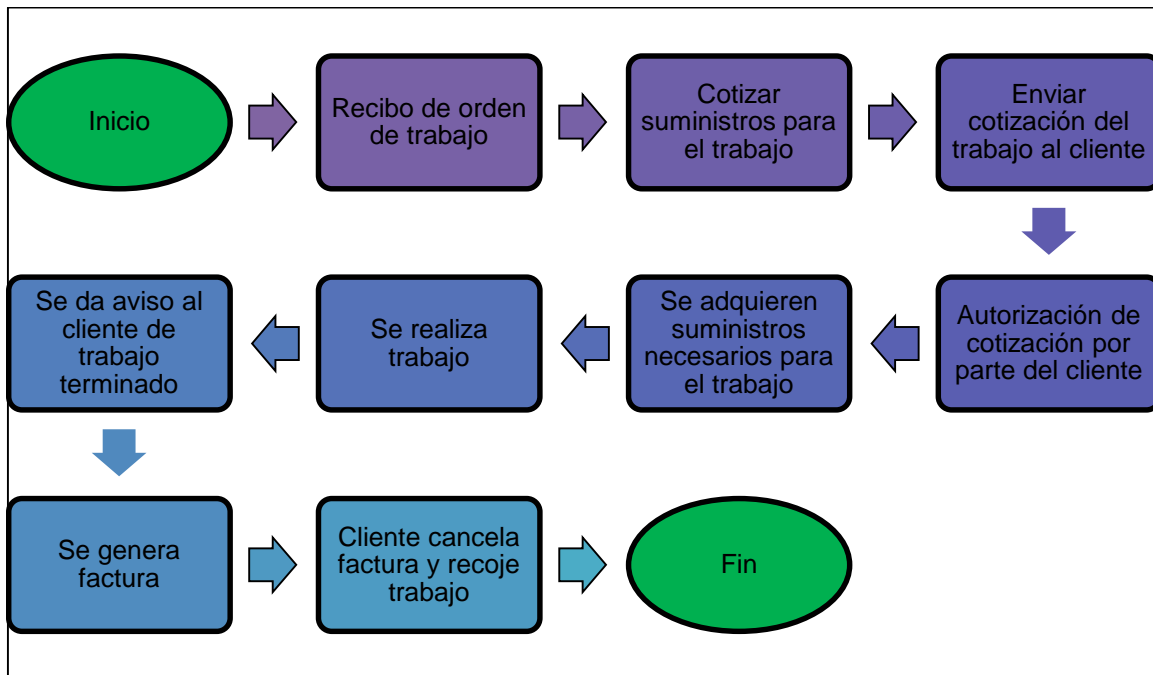 Inicio
Recibo de orden
de trabajo
Cotizar
suministros para
el trabajo
Enviar
cotización del
trabajo al cliente
Autorización de
cotización por
parte del cliente
Se adquieren
suministros
necesarios para
el trabajo
Se realiza
trabajo
Se da aviso al
cliente de
trabajo
terminado
Se genera
factura
Cliente cancela
factura y recoje
trabajo
Fin